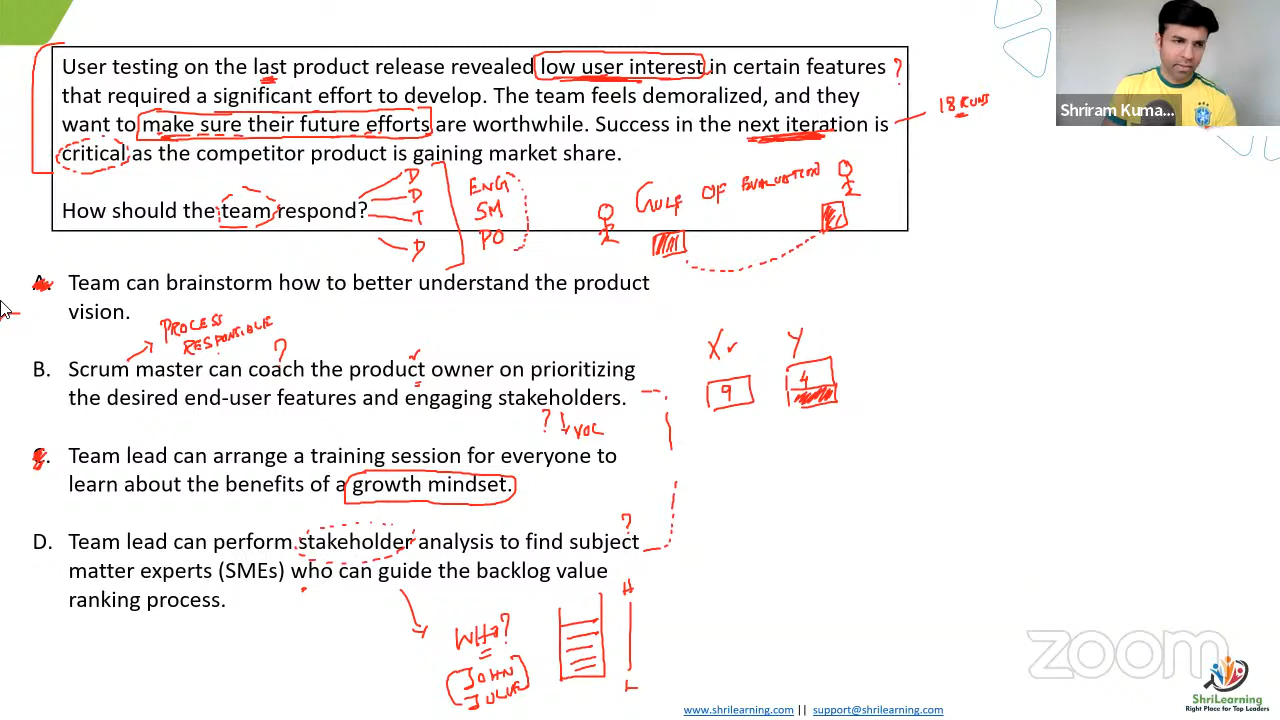 User testing on the last product release revealed low user interest in certain features ?
that required a significant effort to develop. The team feels demoralized, and they
want to make sure their future efforts are worthwhile. Success in the next iteration is
critical as the competitor product is gaining market share.
How should the team respond?
D
D
T
D
ENG
SM
PO
GULF OF EVALUATION
Shriram Kuma...
A. Team can brainstorm how to better understand the product
vision.
PROCESS
RESPONSIBLE
?
B. Scrum master can coach the product owner on prioritizing
the desired end-user features and engaging stakeholders.
? VOC
X Y
9 4
C. Team lead can arrange a training session for everyone to
learn about the benefits of a growth mindset.
?
D. Team lead can perform stakeholder analysis to find subject
matter experts (SMEs) who can guide the backlog value
ranking process.
WHO?
JOHN
H
L
zoom
ShriLearning
Right Place for Top Leaders
www.shrilearning.com || support@shrilearning.com